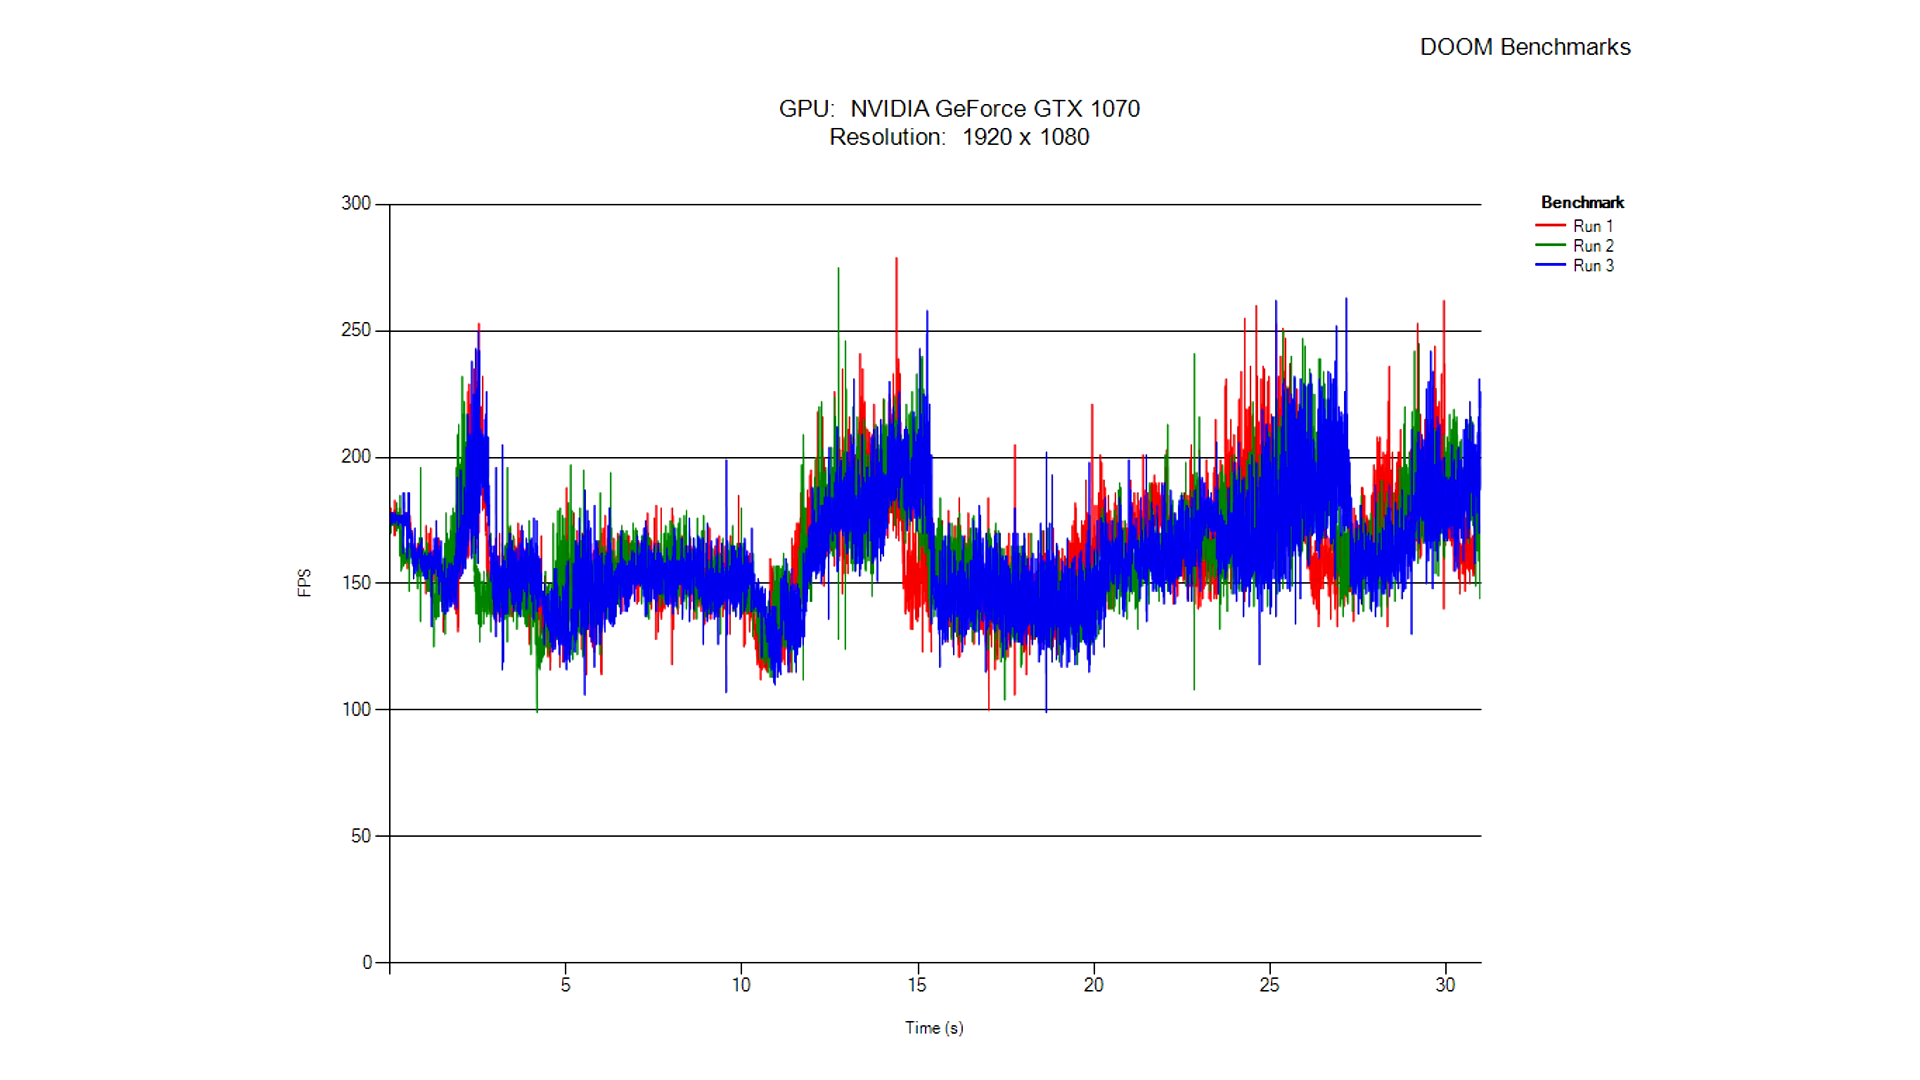 DOOM Benchmarks
GPU:  NVIDIA GeForce GTX 1070
Resolution:  1920 x 1080
Benchmark
Run 1
Run 2
Run 3
300
250
200
150
100
50
0
FPS
5 10 15 20 25 30
Time (s)